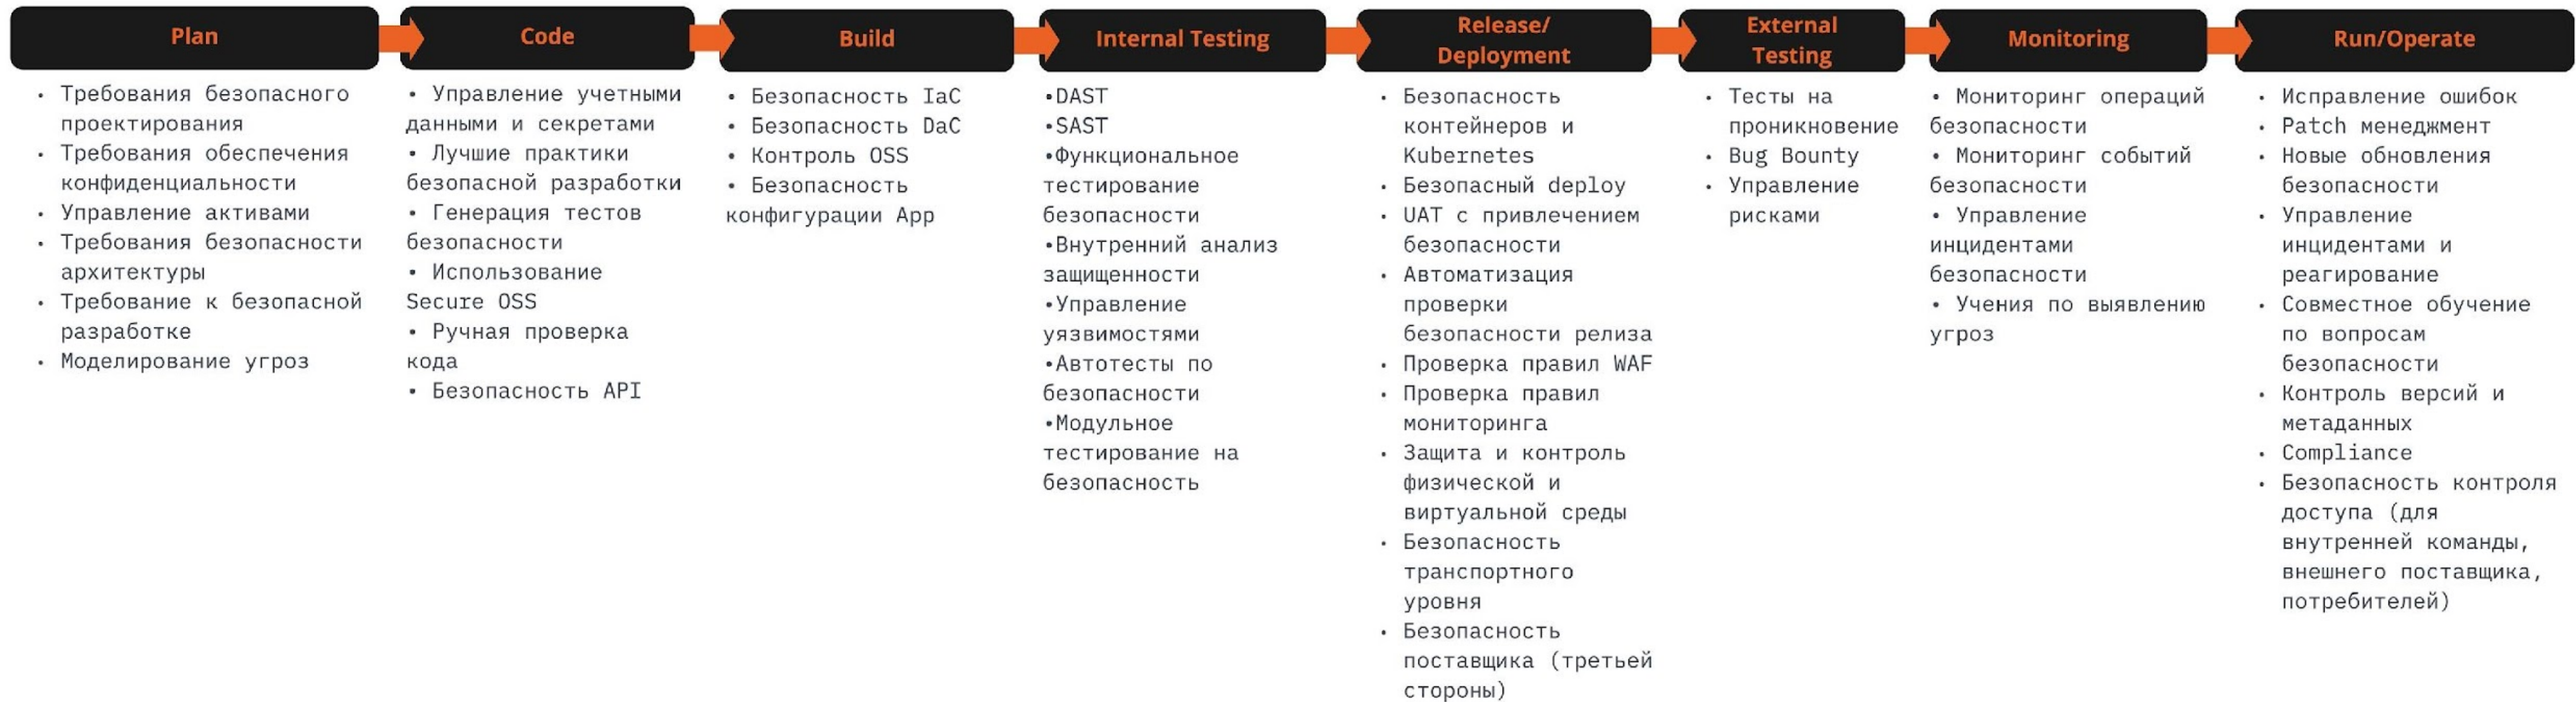 Plan
• Требования безопасного
проектирования
• Требования обеспечения
конфиденциальности
• Управление активами
• Требования безопасности
архитектуры
• Требование к безопасной
разработке
• Моделирование угроз
Code
• Управление учетными
данными и секретами
• Лучшие практики
безопасной разработки
• Генерация тестов
безопасности
• Использование
Secure OSS
• Ручная проверка
кода
• Безопасность API
Build
• Безопасность IaC
• Безопасность DaC
• Контроль OSS
• Безопасность
конфигурации App
Internal Testing
•DAST
•SAST
•Функциональное
тестирование
безопасности
•Внутренний анализ
защищенности
•Управление
уязвимостями
•Автотесты по
безопасности
•Модульное
тестирование на
безопасность
Release/
Deployment
• Безопасность
контейнеров и
Kubernetes
• Безопасный deploy
• UAT с привлечением
безопасности
• Автоматизация
проверки
безопасности релиза
• Проверка правил WAF
• Проверка правил
мониторинга
• Защита и контроль
физической и
виртуальной среды
• Безопасность
транспортного
уровня
• Безопасность
поставщика (третьей
стороны)
External
Testing
• Тесты на
проникновение
• Bug Bounty
• Управление
рисками
Monitoring
• Мониторинг операций
безопасности
• Мониторинг событий
безопасности
• Управление
инцидентами
безопасности
• Учения по выявлению
угроз
Run/Operate
• Исправление ошибок
• Patch менеджмент
• Новые обновления
безопасности
• Управление
инцидентами и
реагирование
• Совместное обучение
по вопросам
безопасности
• Контроль версий и
метаданных
• Compliance
• Безопасность контроля
доступа (для
внутренней команды,
внешнего поставщика,
потребителей)